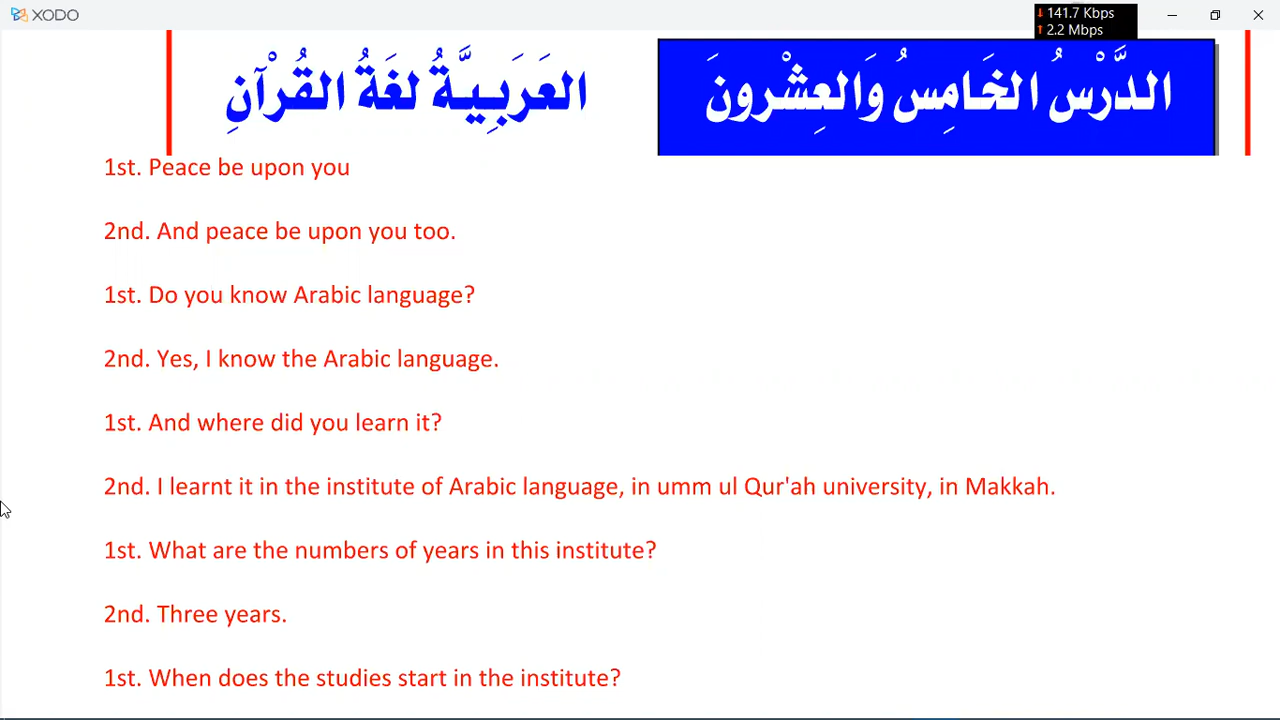 XODO
↓ 141.7 Kbps
↑ 2.2 Mbps
الدَّرْسُ الخَامِسُ وَالعِشْرونَ
العَرَبِيَّةُ لغَةُ القُرْآنِ
1st. Peace be upon you
2nd. And peace be upon you too.
1st. Do you know Arabic language?
2nd. Yes, I know the Arabic language.
1st. And where did you learn it?
2nd. I learnt it in the institute of Arabic language, in umm ul Qur'ah university, in Makkah.
1st. What are the numbers of years in this institute?
2nd. Three years.
1st. When does the studies start in the institute?